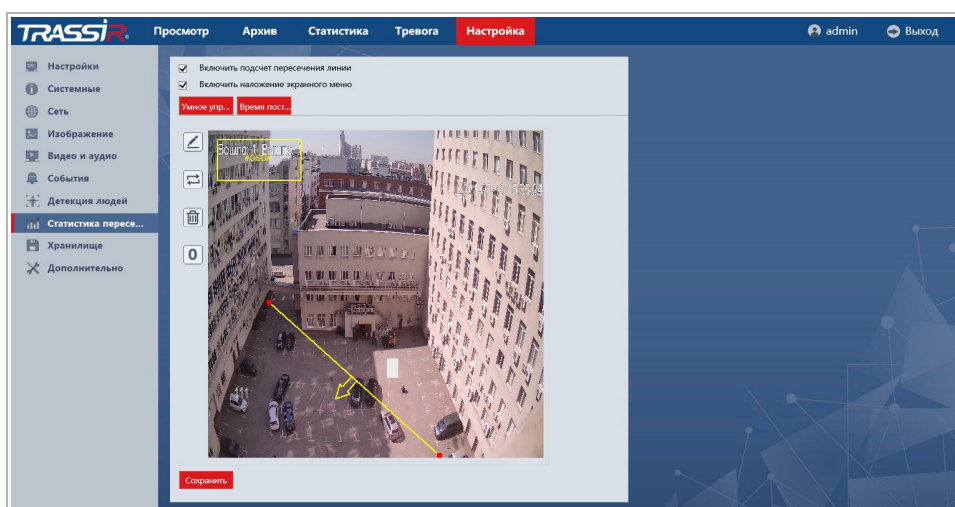 TRASSIR
Просмотр Архив Статистика Тревога Настройка admin Выход
Настройки
Системные
Сеть
Изображение
Видео и аудио
События
Детекция людей
Статистика пересе...
Хранилище
Дополнительно
Включить подсчет пересечения линии
Включить наложение экранного меню
Умное упр... Время пост...
#OSD#
0
Сохранить